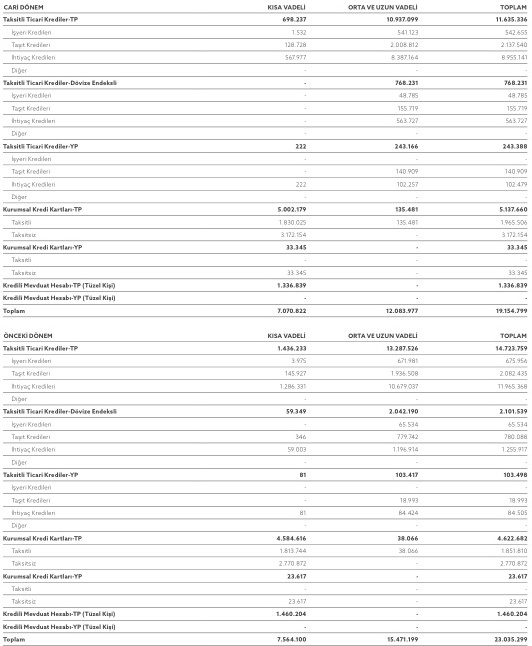 CARİ DÖNEM KISA VADELİ ORTA VE UZUN VADELİ TOPLAM
Taksitli Ticari Krediler-TP 698.237 10.937.099 11.635.336
İşyeri Kredileri 1.532 541.123 542.655
Taşıt Kredileri 128.728 2.008.812 2.137.540
İhtiyaç Kredileri 567.977 8.387.164 8.955.141
Diğer - - -
Taksitli Ticari Krediler-Dövize Endeksli - 768.231 768.231
İşyeri Kredileri - 48.785 48.785
Taşıt Kredileri - 155.719 155.719
İhtiyaç Kredileri - 563.727 563.727
Diğer - - -
Taksitli Ticari Krediler-YP 222 243.166 243.388
İşyeri Kredileri - - -
Taşıt Kredileri - 140.909 140.909
İhtiyaç Kredileri 222 102.257 102.479
Diğer - - -
Kurumsal Kredi Kartları-TP 5.002.179 135.481 5.137.660
Taksitli 1.830.025 135.481 1.965.506
Taksitsiz 3.172.154 - 3.172.154
Kurumsal Kredi Kartları-YP 33.345 - 33.345
Taksitli - - -
Taksitsiz 33.345 - 33.345
Kredili Mevduat Hesabı-TP (Tüzel Kişi) 1.336.839 - 1.336.839
Kredili Mevduat Hesabı-YP (Tüzel Kişi) - - -
Toplam 7.070.822 12.083.977 19.154.799
ÖNCEKİ DÖNEM KISA VADELİ ORTA VE UZUN VADELİ TOPLAM
Taksitli Ticari Krediler-TP 1.436.233 13.287.526 14.723.759
İşyeri Kredileri 3.975 671.981 675.956
Taşıt Kredileri 145.927 1.936.508 2.082.435
İhtiyaç Kredileri 1.286.331 10.679.037 11.965.368
Diğer - - -
Taksitli Ticari Krediler-Dövize Endeksli 59.349 2.042.190 2.101.539
İşyeri Kredileri - 65.534 65.534
Taşıt Kredileri 346 779.742 780.088
İhtiyaç Kredileri 59.003 1.196.914 1.255.917
Diğer - - -
Taksitli Ticari Krediler-YP 81 103.417 103.498
İşyeri Kredileri - - -
Taşıt Kredileri - 18.993 18.993
İhtiyaç Kredileri 81 84.424 84.505
Diğer - - -
Kurumsal Kredi Kartları-TP 4.584.616 38.066 4.622.682
Taksitli 1.813.744 38.066 1.851.810
Taksitsiz 2.770.872 - 2.770.872
Kurumsal Kredi Kartları-YP 23.617 - 23.617
Taksitli - - -
Taksitsiz 23.617 - 23.617
Kredili Mevduat Hesabı-TP (Tüzel Kişi) 1.460.204 - 1.460.204
Kredili Mevduat Hesabı-YP (Tüzel Kişi) - - -
Toplam 7.564.100 15.471.199 23.035.299